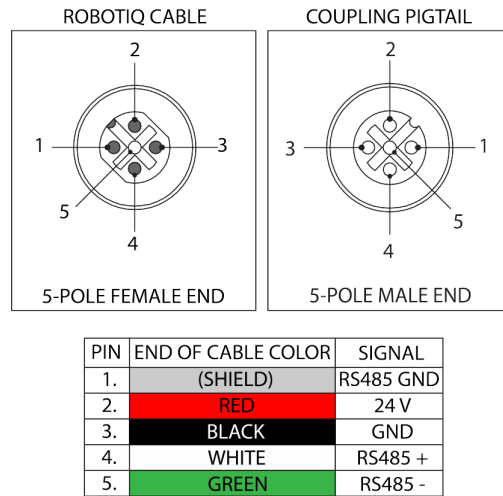 ROBOTIQ CABLE
COUPLING PIGTAIL
2
1
3
5
4
2
3
1
5
4
5-POLE FEMALE END
5-POLE MALE END
PIN END OF CABLE COLOR SIGNAL
1. (SHIELD) RS485 GND
2. RED 24 V
3. BLACK GND
4. WHITE RS485 +
5. GREEN RS485 -